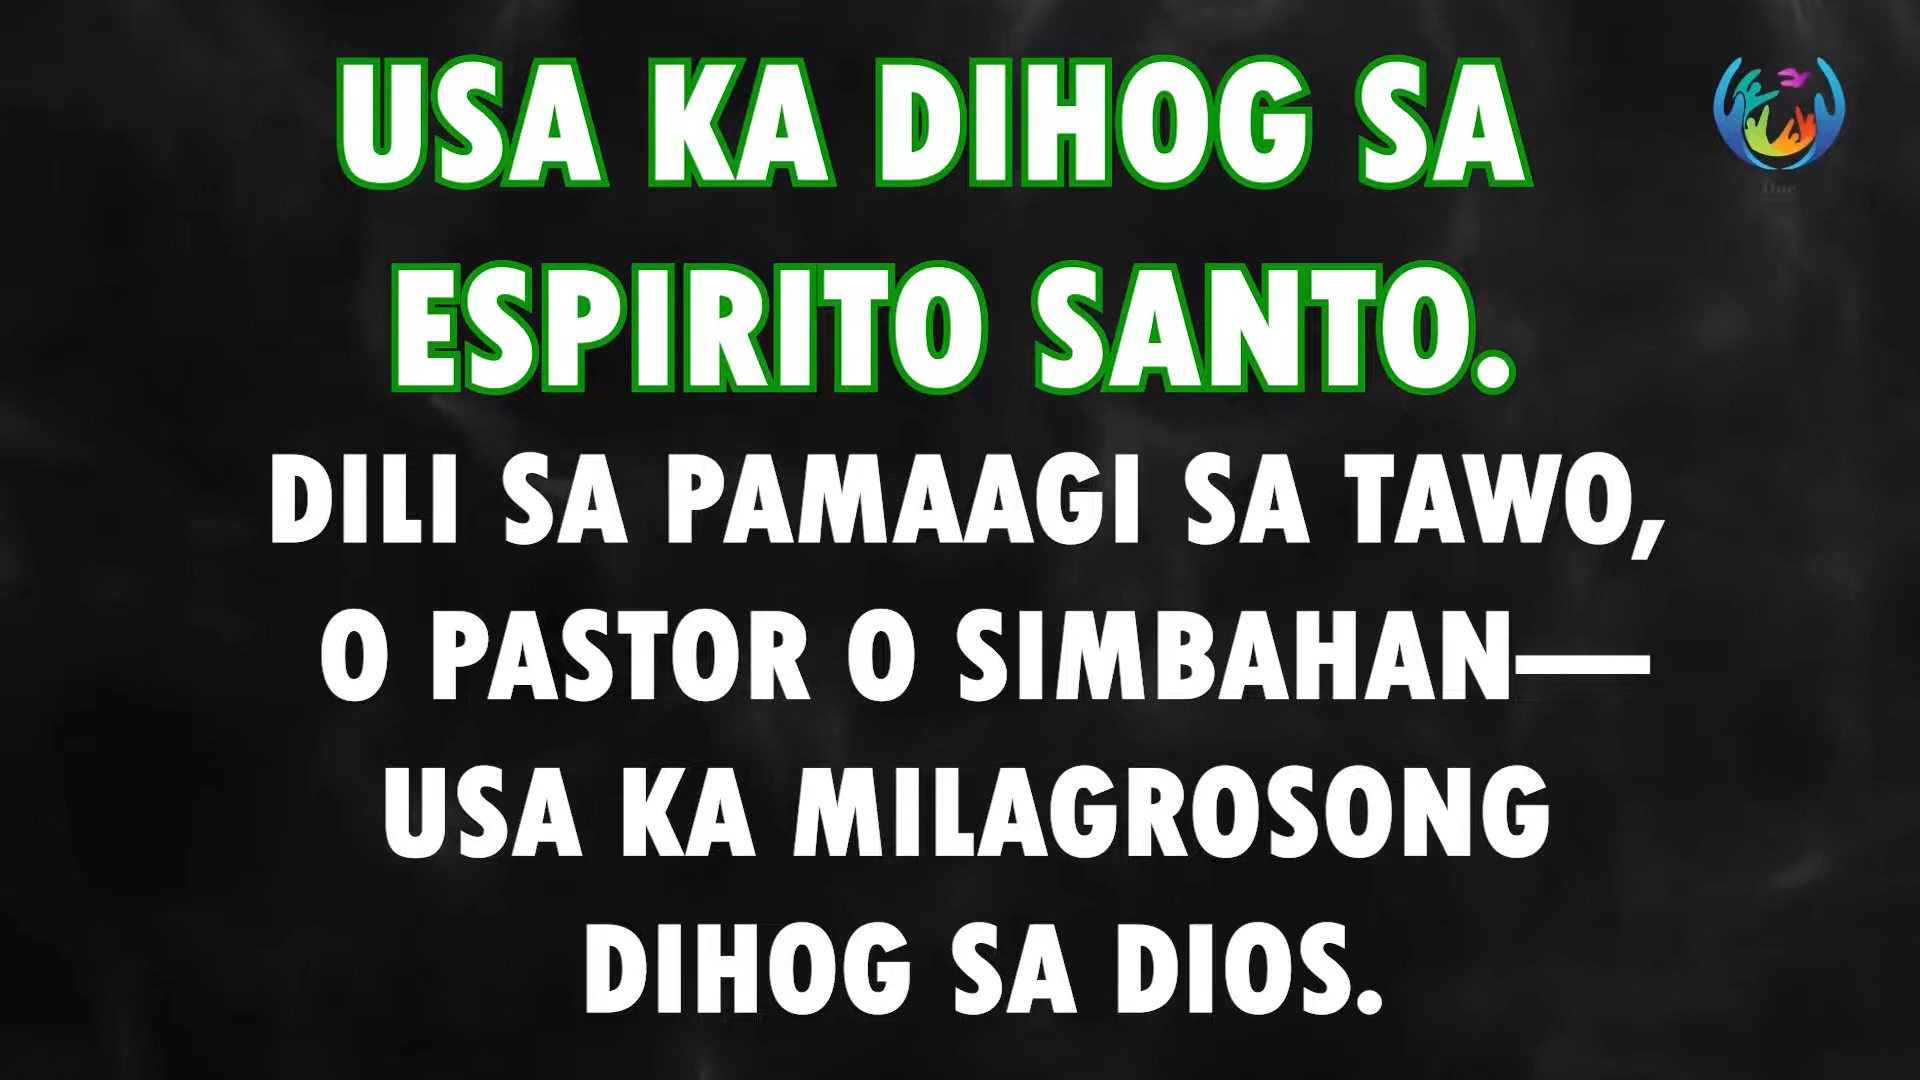 USA KA DIHOG SA
ESPIRITO SANTO.
DILI SA PAMAAGI SA TAWO,
O PASTOR O SIMBAHAN—
USA KA MILAGROSONG
DIHOG SA DIOS.